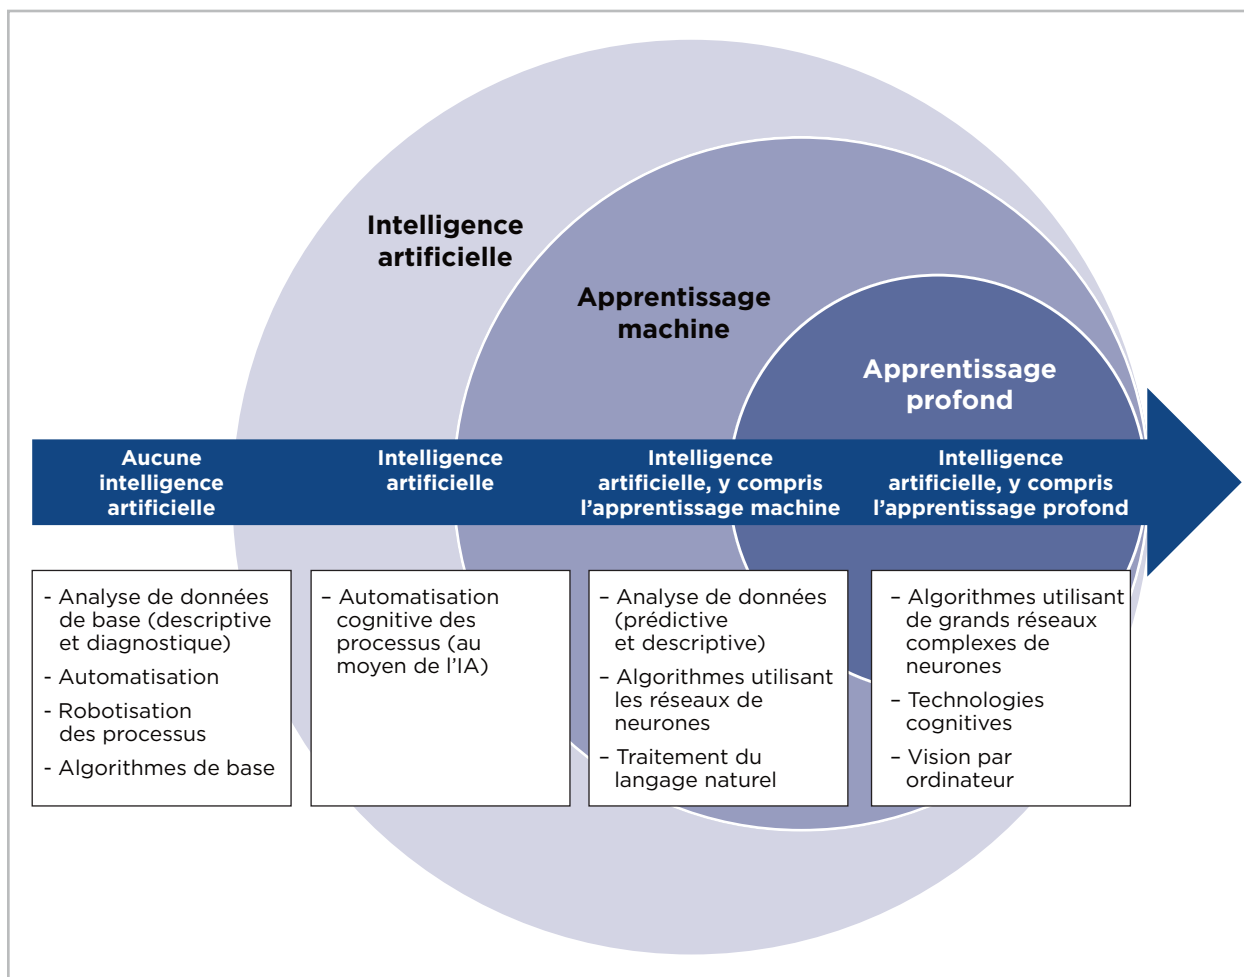 Intelligence
artificielle
Apprentissage
machine
Apprentissage
profond
Aucune
intelligence
artificielle
Intelligence
artificielle
Intelligence
artificielle, y compris
l’apprentissage machine
Intelligence
artificielle, y compris
l’apprentissage profond
- Analyse de données
de base (descriptive
et diagnostique)
- Automatisation
- Robotisation
des processus
- Algorithmes de base
– Automatisation
cognitive des
processus (au
moyen de l’IA)
– Analyse de données
(prédictive
et descriptive)
– Algorithmes utilisant
les réseaux de
neurones
– Traitement du
langage naturel
– Algorithmes utilisant
de grands réseaux
complexes de
neurones
– Technologies
cognitives
– Vision par
ordinateur